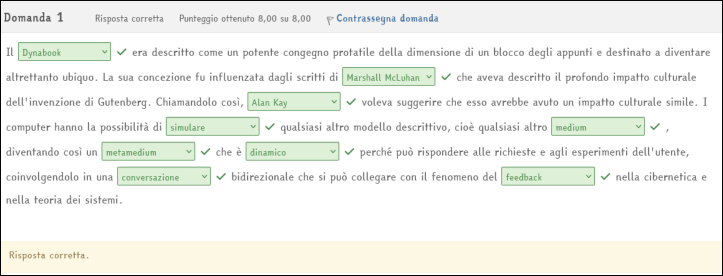 Domanda 1 Risposta corretta Punteggio ottenuto 8,00 su 8,00 Contrassegna domanda
Il Dynabook era descritto come un potente congegno protatile della dimensione di un blocco degli appunti e destinato a diventare
altrettanto ubiquo. La sua concezione fu influenzata dagli scritti di Marshall McLuhan che aveva descritto il profondo impatto culturale
dell'invenzione di Gutenberg. Chiamandolo così, Alan Kay voleva suggerire che esso avrebbe avuto un impatto culturale simile. I
computer hanno la possibilità di simulare qualsiasi altro modello descrittivo, cioè qualsiasi altro medium ,
diventando così un metamedium che è dinamico perché può rispondere alle richieste e agli esperimenti dell'utente,
coinvolgendolo in una conversazione bidirezionale che si può collegare con il fenomeno del feedback nella cibernetica e
nella teoria dei sistemi.
Risposta corretta.